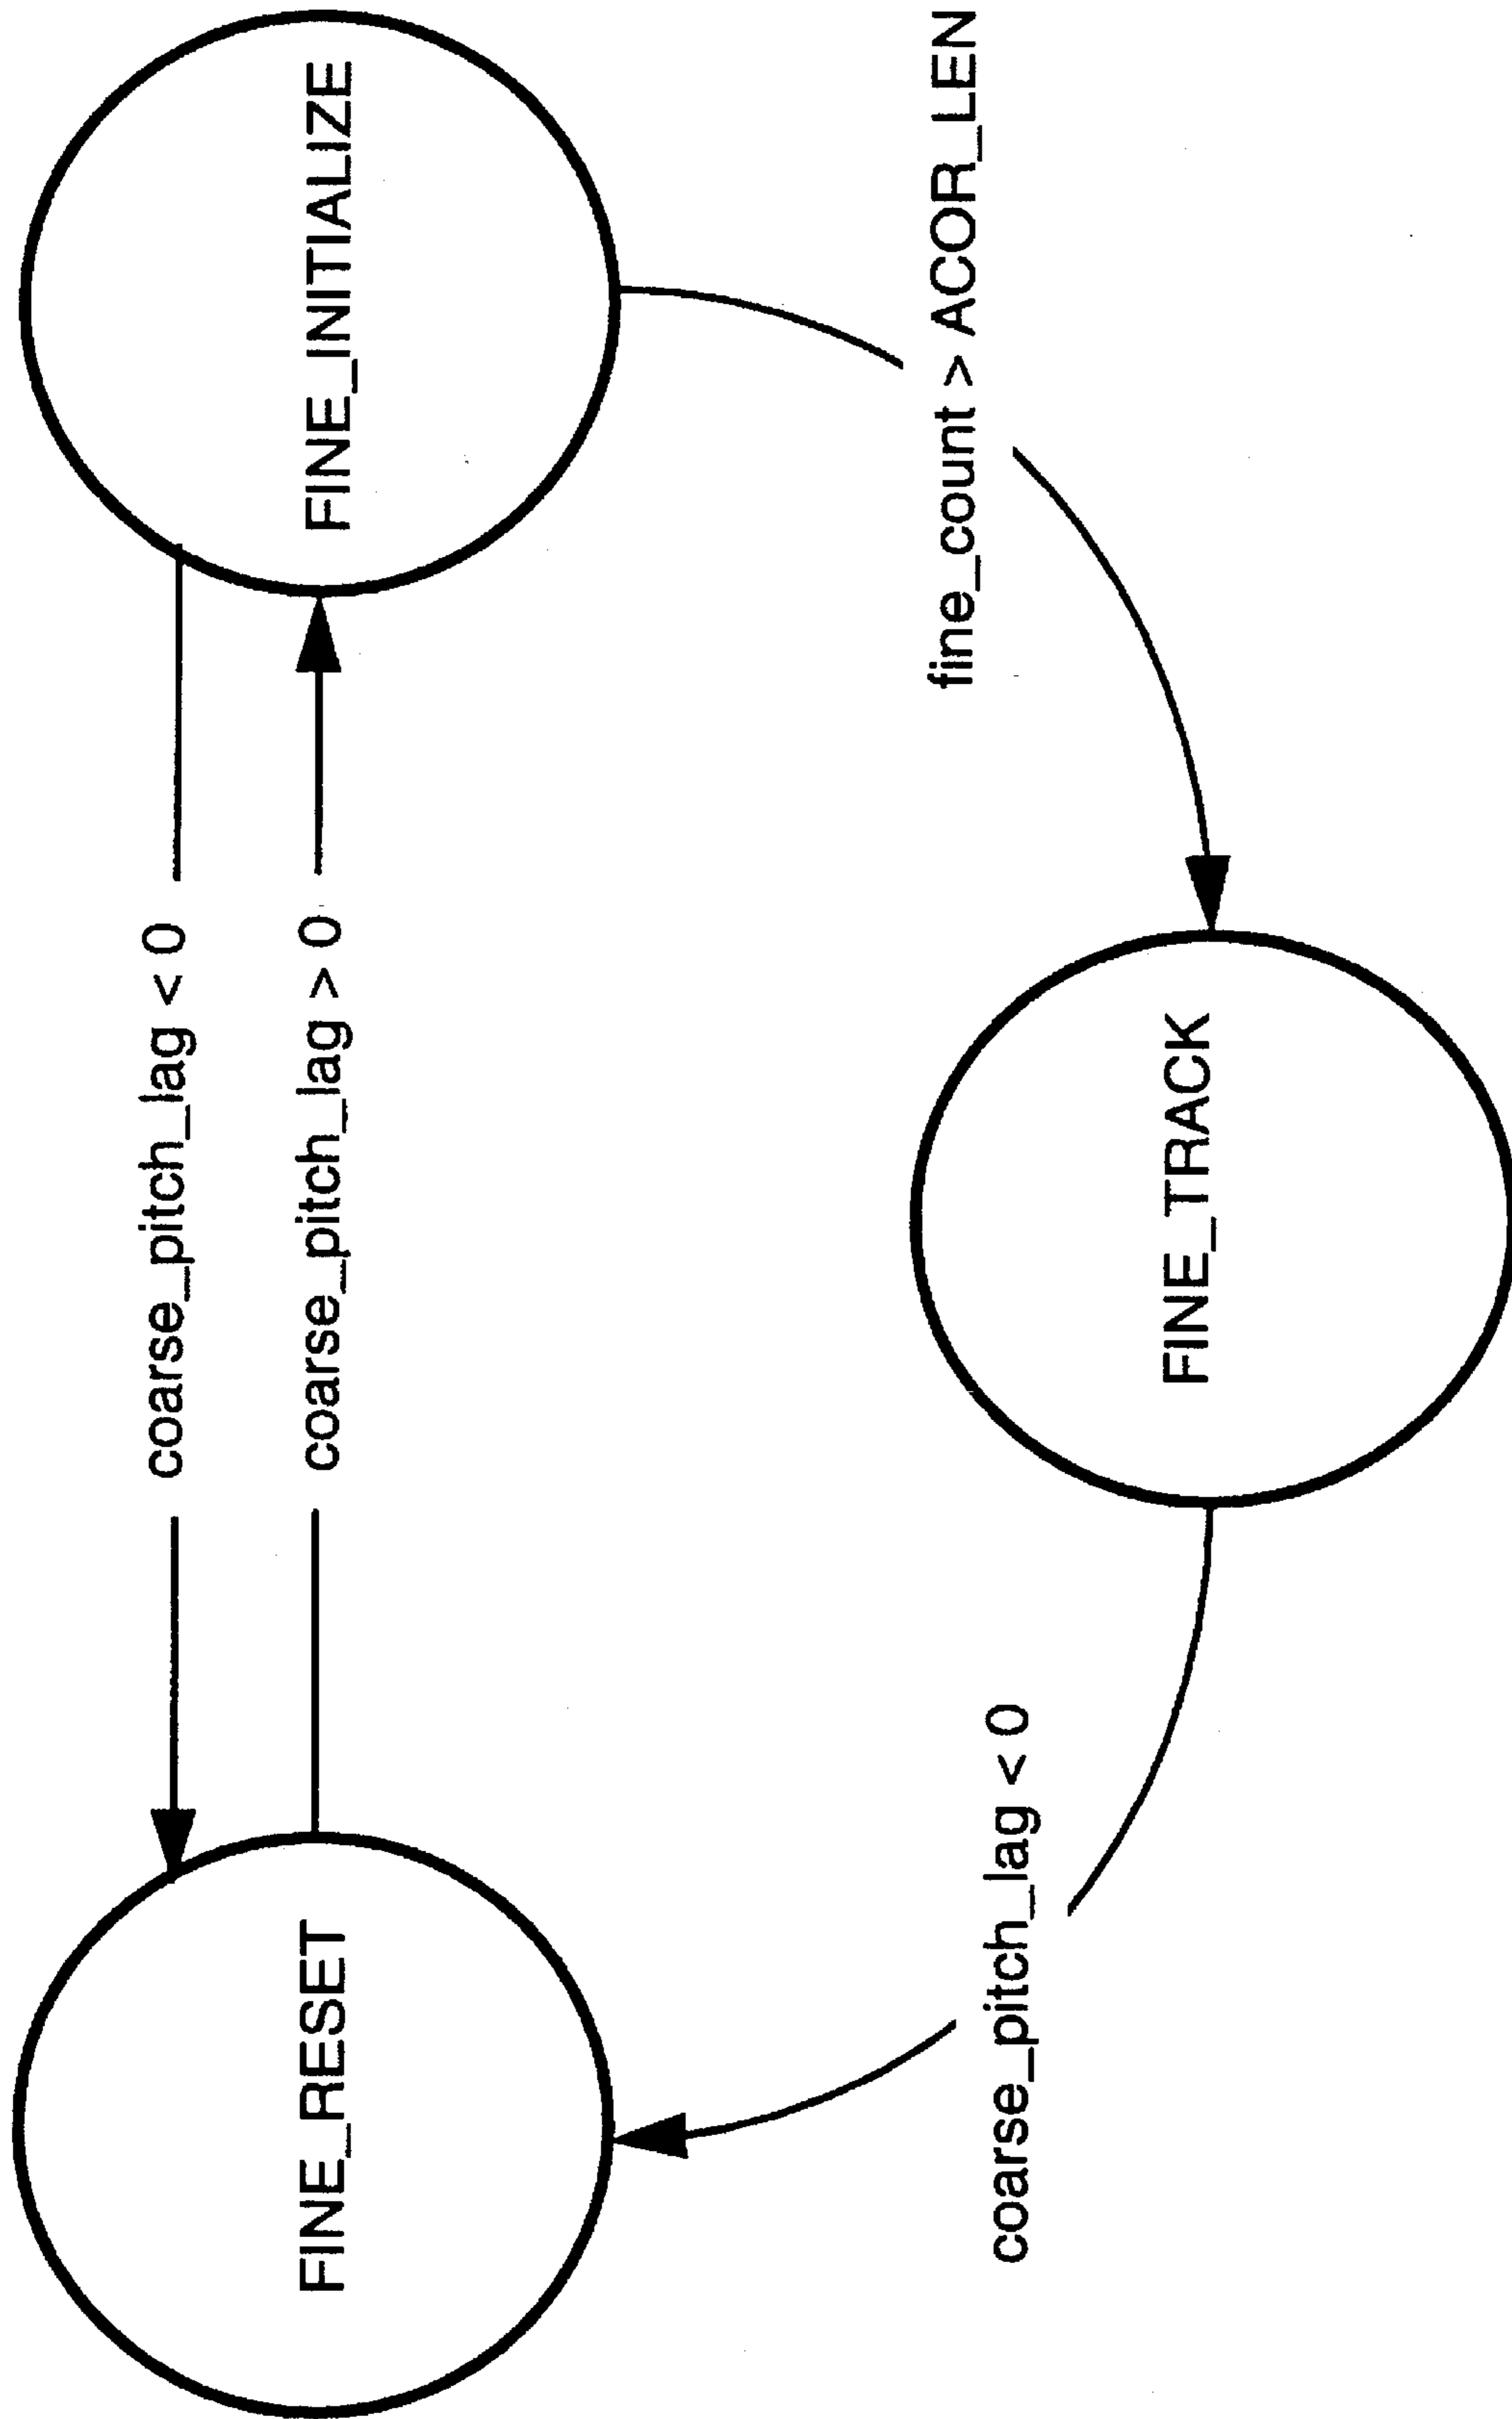 coarse_pitch_lag < 0
coarse_pitch_lag > 0
FINE_RESET
FINE_INITIALIZE
coarse_pitch_lag < 0
fine_count > ACOR_LEN
FINE_TRACK